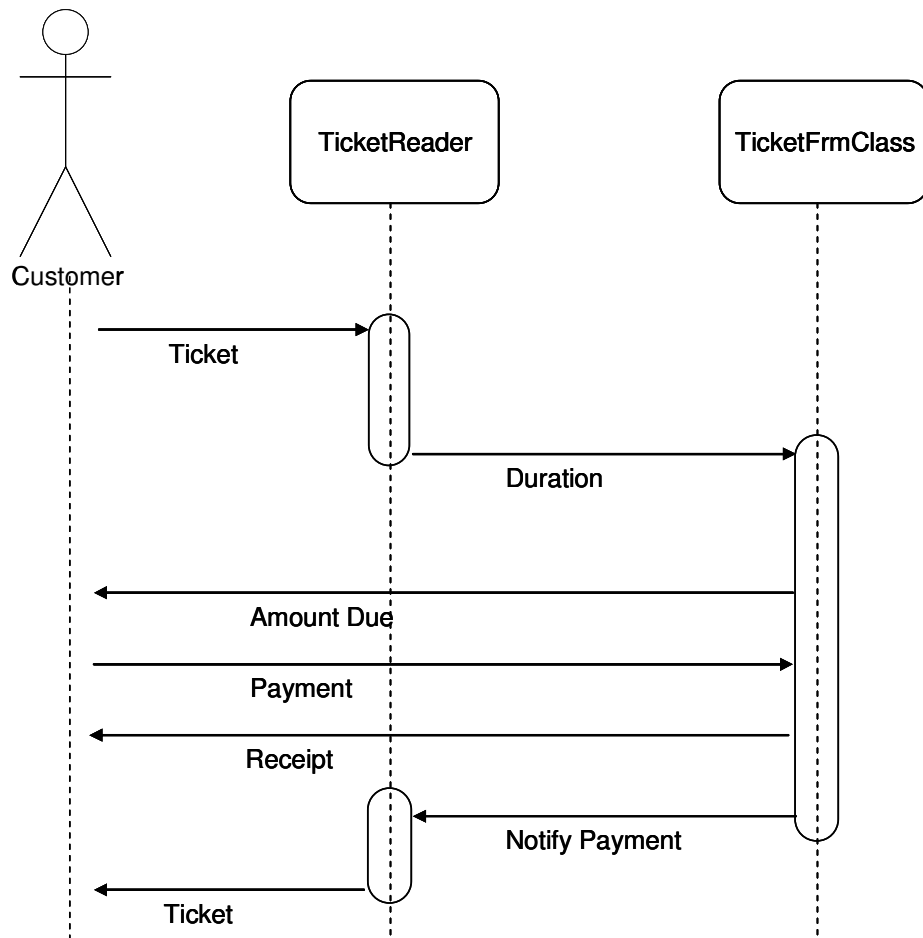 TicketReader
TicketFrmClass
Customer
Ticket
Duration
Amount Due
Payment
Receipt
Notify Payment
Ticket